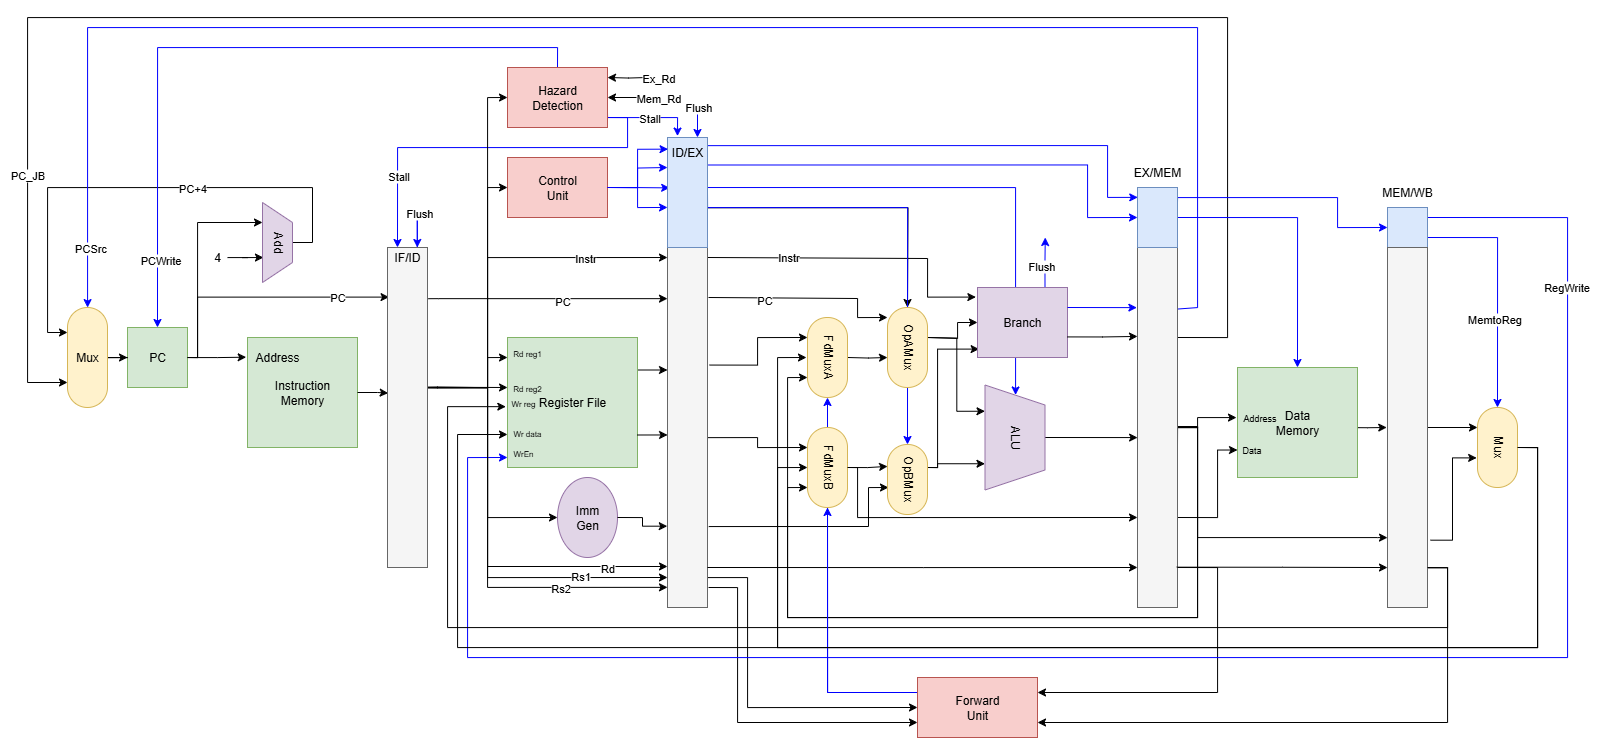 Hazard
Detection
Ex_Rd
Mem_Rd
Flush
Stall
ID/EX
PC_JB
Stall
Control
Unit
EX/MEM
PC+4
MEM/WB
Flush
PCSrc
Add
4
PCWrite
IF/ID
Instr
Instr
Flush
RegWrite
PC
PC
PC
MemtoReg
Branch
Mux
PC
Address
Instruction
Memory
Rd reg1
Rd reg2
Wr reg
Register File
Wr data
WrEn
FdMuxA
OpAMux
ALU
Address
Data
Memory
Data
Mux
FdMuxB
OpBMux
Imm
Gen
Rd
Rs1
Rs2
Forward
Unit